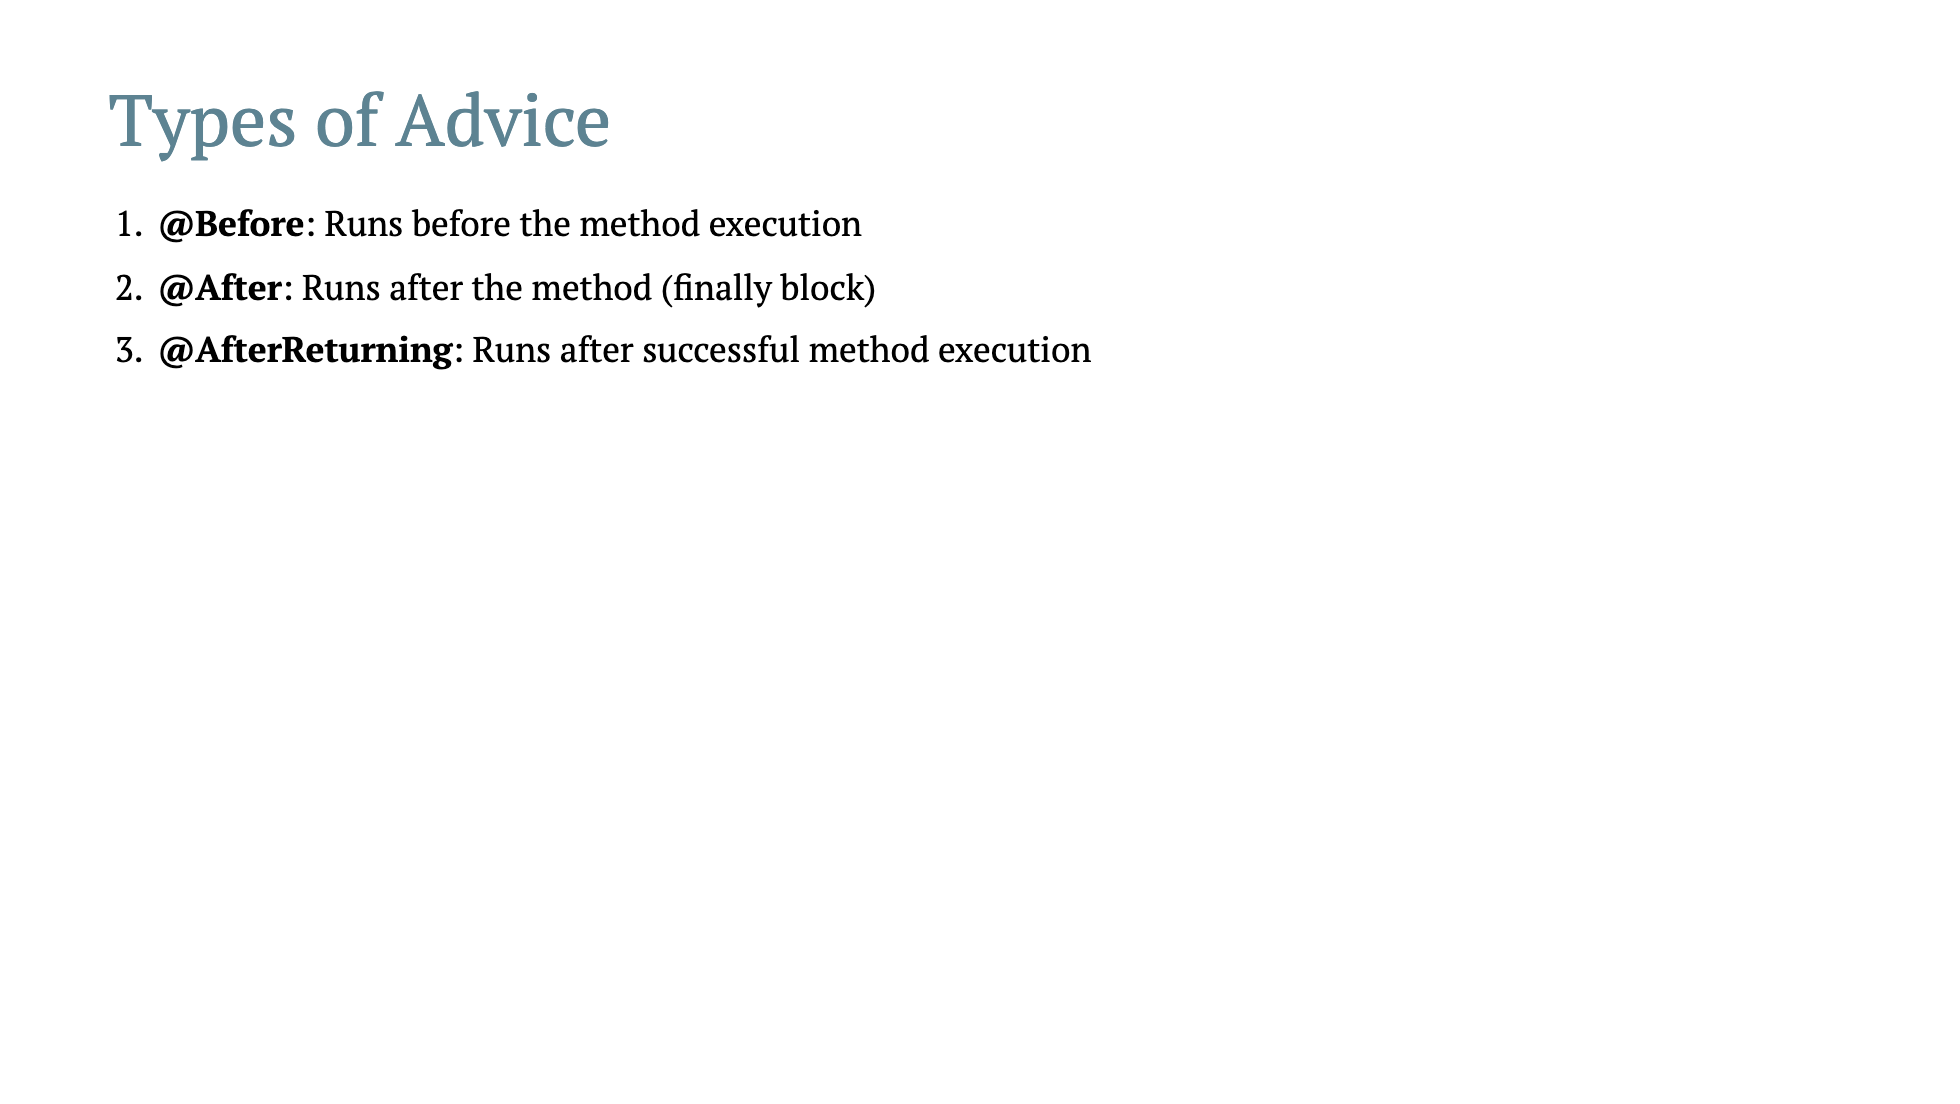 Types of Advice
1. @Before: Runs before the method execution
2. @After: Runs after the method (finally block)
3. @AfterReturning: Runs after successful method execution